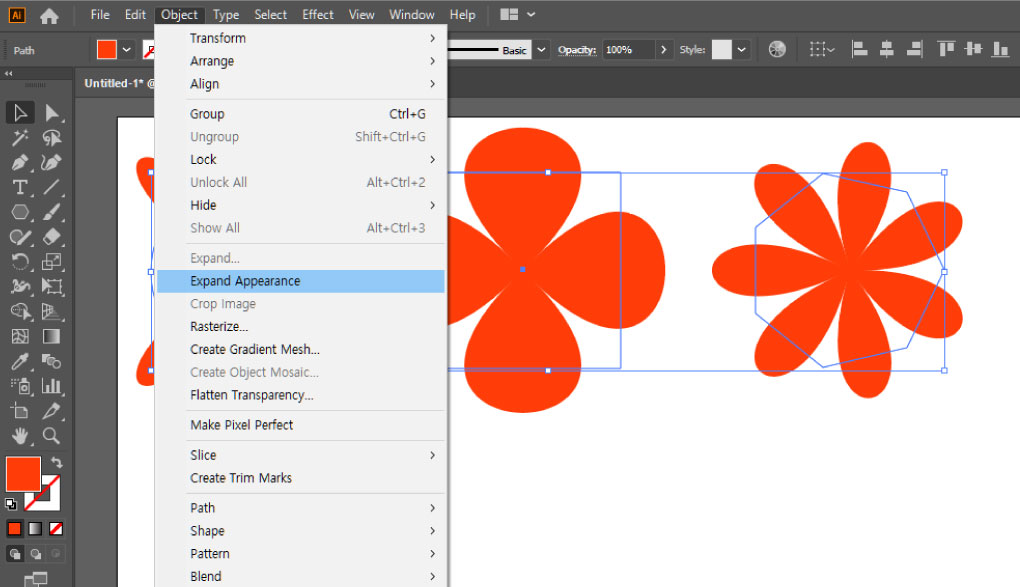 Ai File Edit Object Type Select Effect View Window Help
Path Basic Opacity: 100% Style:
Untitled-1* @
Transform
Arrange
Align
Group Ctrl+G
Ungroup Shift+Ctrl+G
Lock
Unlock All Alt+Ctrl+2
Hide
Show All Alt+Ctrl+3
Expand...
Expand Appearance
Crop Image
Rasterize...
Create Gradient Mesh...
Create Object Mosaic...
Flatten Transparency...
Make Pixel Perfect
Slice
Create Trim Marks
Path
Shape
Pattern
Blend